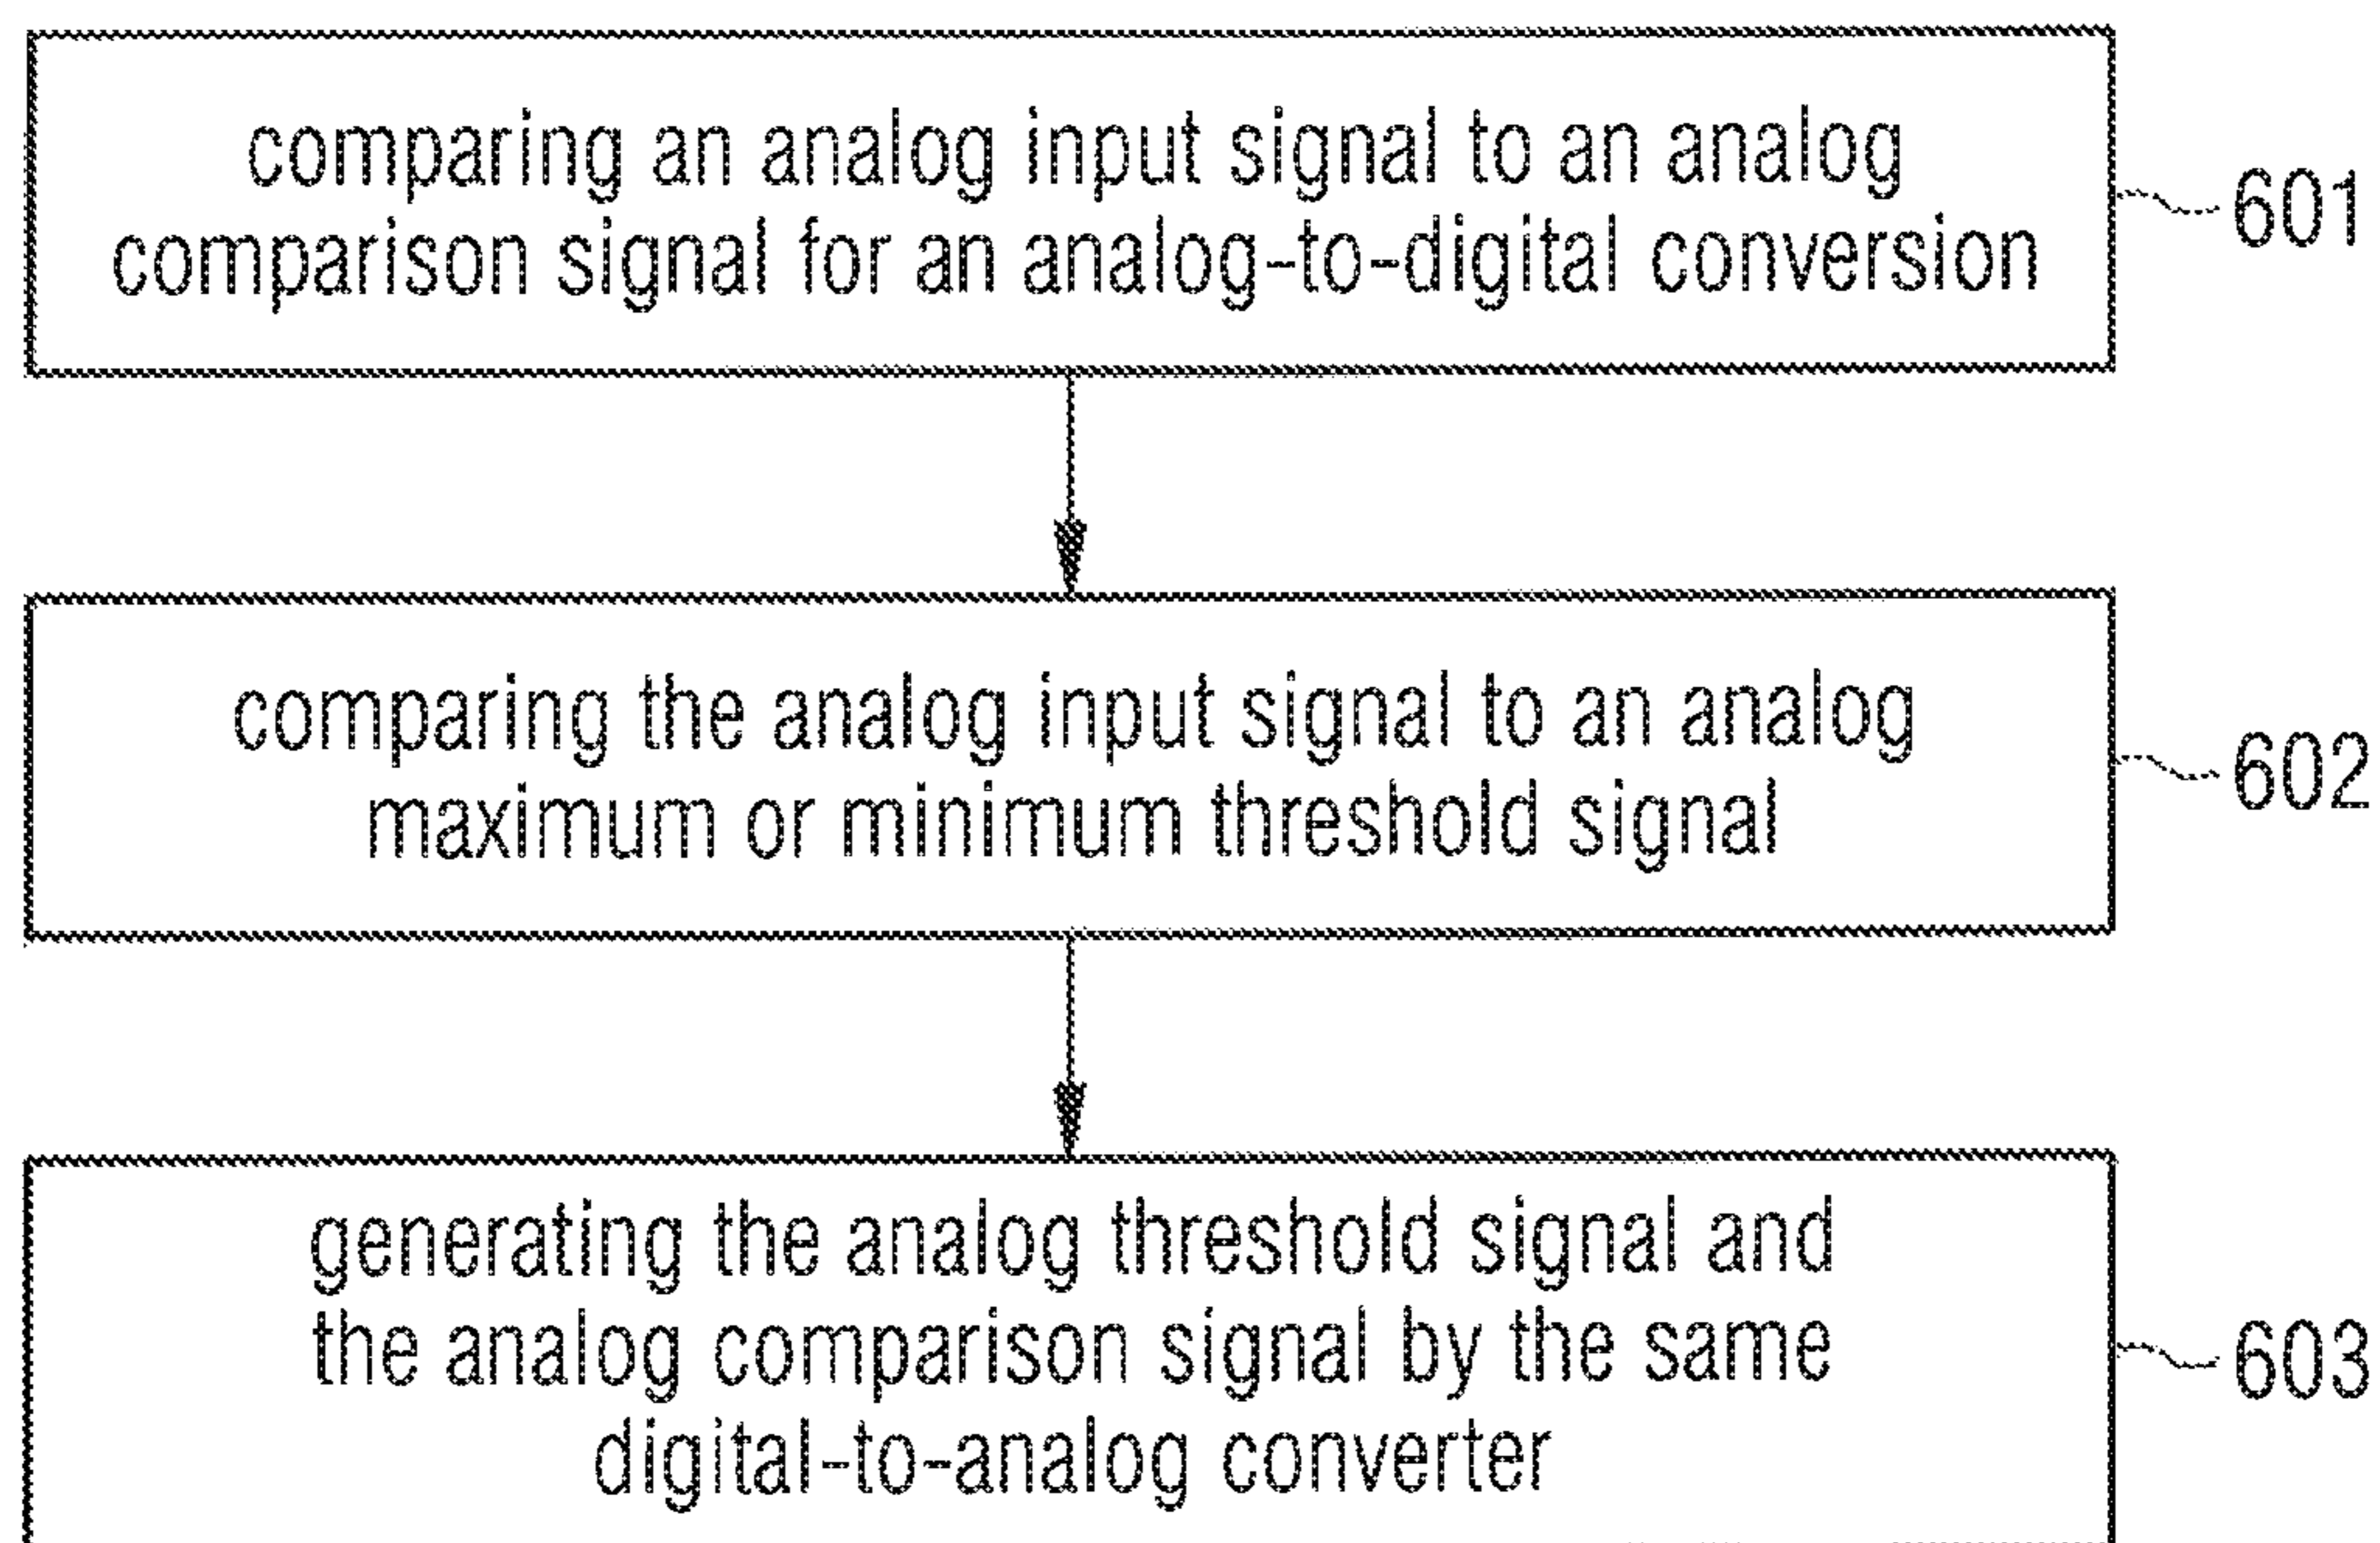 comparing an analog input signal to an analog
comparison signal for an analog-to-digital conversion
601
comparing the analog input signal to an analog
maximum or minimum threshold signal
602
generating the analog threshold signal and
the analog comparison signal by the same
digital-to-analog converter
603